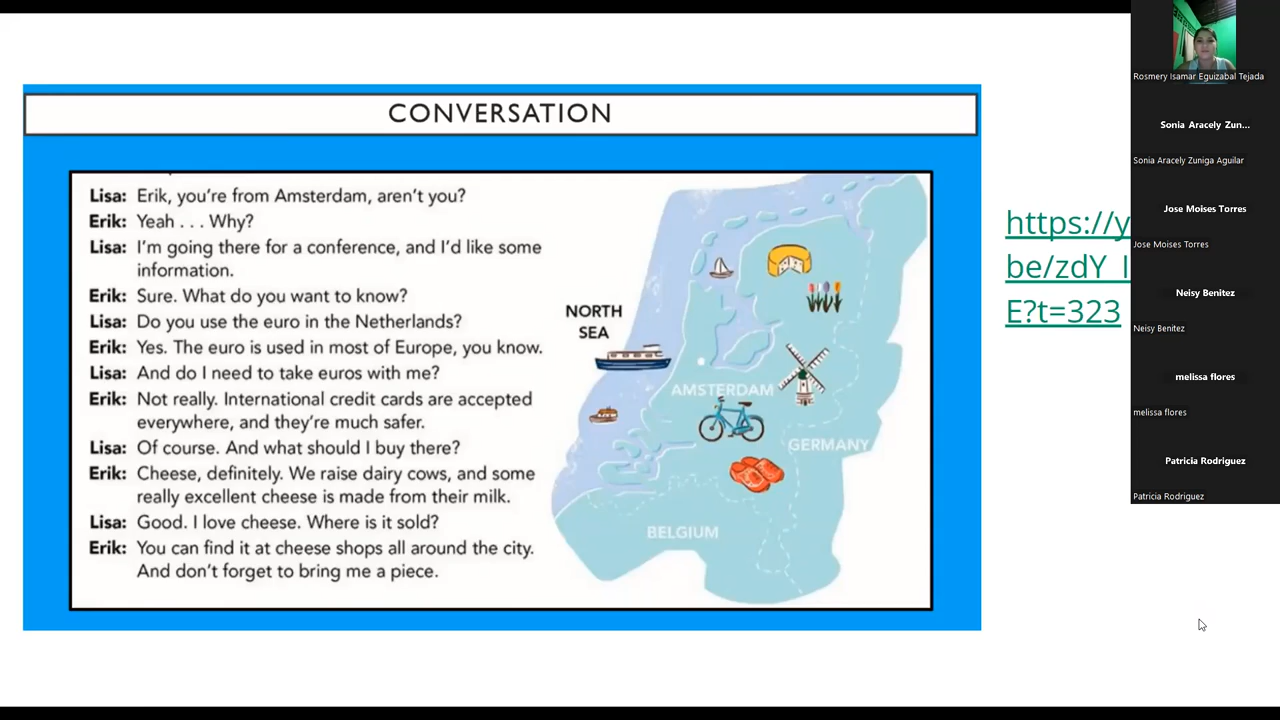 CONVERSATION
Lisa: Erik, you're from Amsterdam, aren't you?
Erik: Yeah . . . Why?
Lisa: I'm going there for a conference, and I'd like some
information.
Erik: Sure. What do you want to know?
Lisa: Do you use the euro in the Netherlands?
Erik: Yes. The euro is used in most of Europe, you know.
Lisa: And do I need to take euros with me?
Erik: Not really. International credit cards are accepted
everywhere, and they're much safer.
Lisa: Of course. And what should I buy there?
Erik: Cheese, definitely. We raise dairy cows, and some
really excellent cheese is made from their milk.
Lisa: Good. I love cheese. Where is it sold?
Erik: You can find it at cheese shops all around the city.
And don't forget to bring me a piece.
NORTH
SEA
AMSTERDAM
GERMANY
BELGIUM
https://y
be/zdY_I
E?t=323
Rosmery Isamar Eguizabal Tejada
Sonia Aracely Zun...
Sonia Aracely Zuniga Aguilar
Jose Moises Torres
Jose Moises Torres
Neisy Benitez
Neisy Benitez
melissa flores
melissa flores
Patricia Rodriguez
Patricia Rodriguez